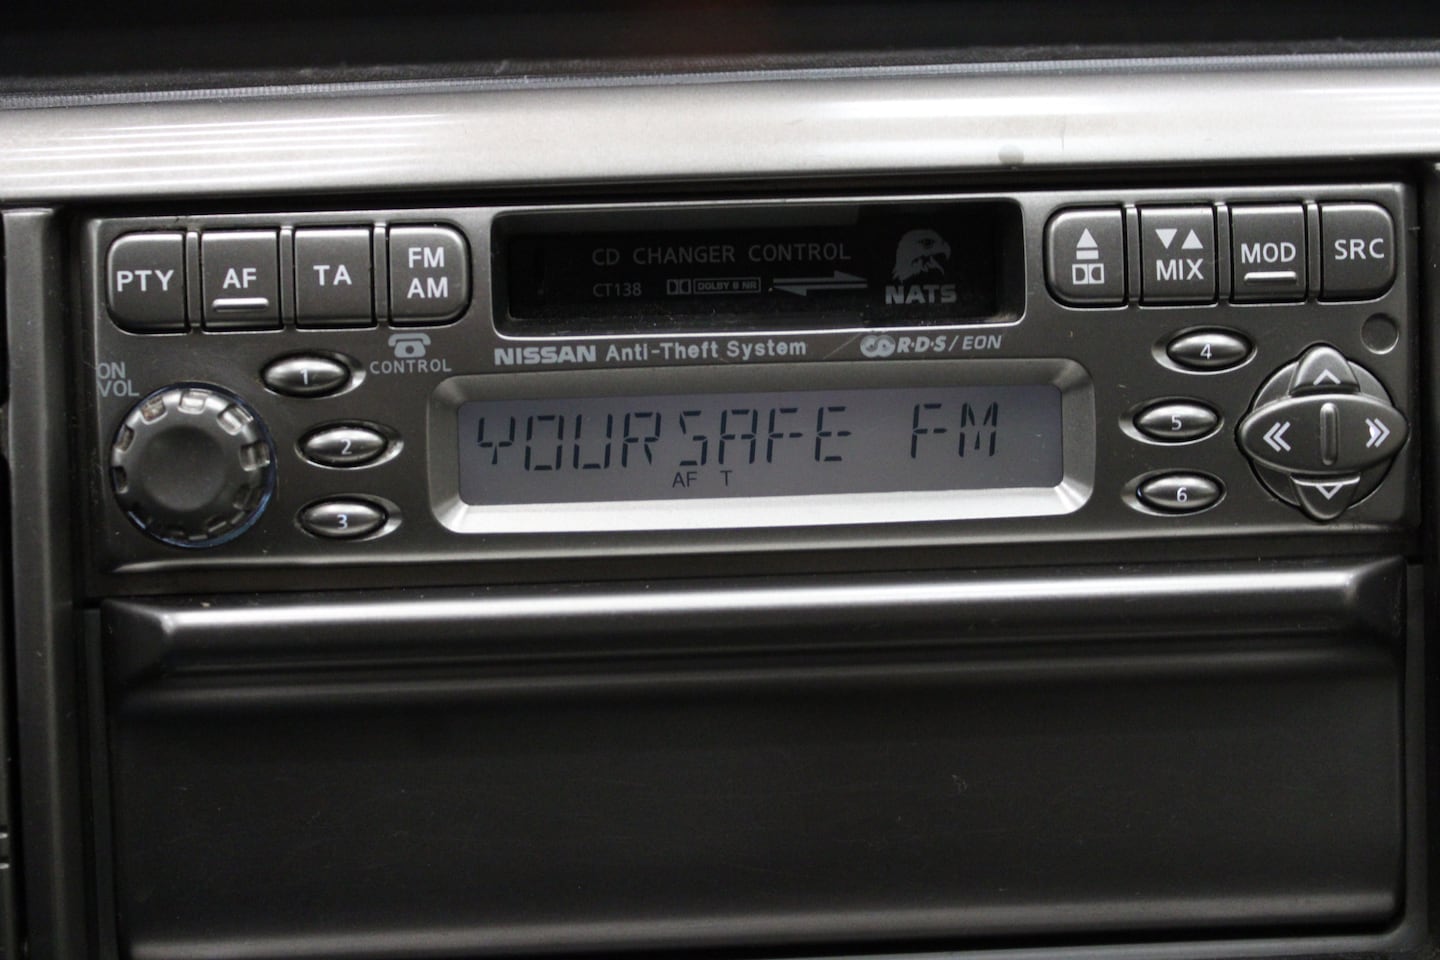 PTY
AF
TA
FM
AM
CD CHANGER CONTROL
CT138
DOLBY B NR
NATS
MIX
MOD
SRC
ON
VOL
CONTROL
NISSAN Anti-Theft System
R·D·S/EON
1
2
3
YOURSAFE FM
AF T
4
5
6